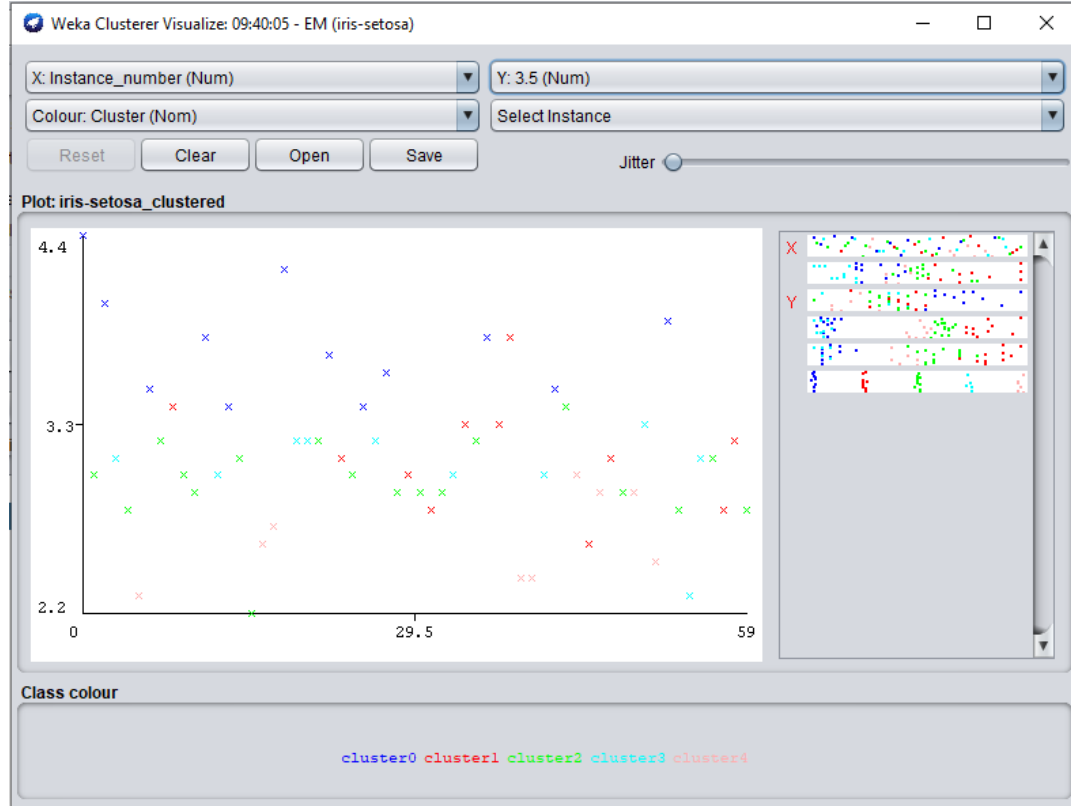 Weka Clusterer Visualize: 09:40:05 - EM (iris-setosa)
X: Instance_number (Num)
Y: 3.5 (Num)
Colour: Cluster (Nom)
Select Instance
Reset Clear Open Save
Jitter
Plot: iris-setosa_clustered
4.4
3.3
2.2
0 29.5 59
X
Y
Class colour
cluster0 cluster1 cluster2 cluster3 cluster4